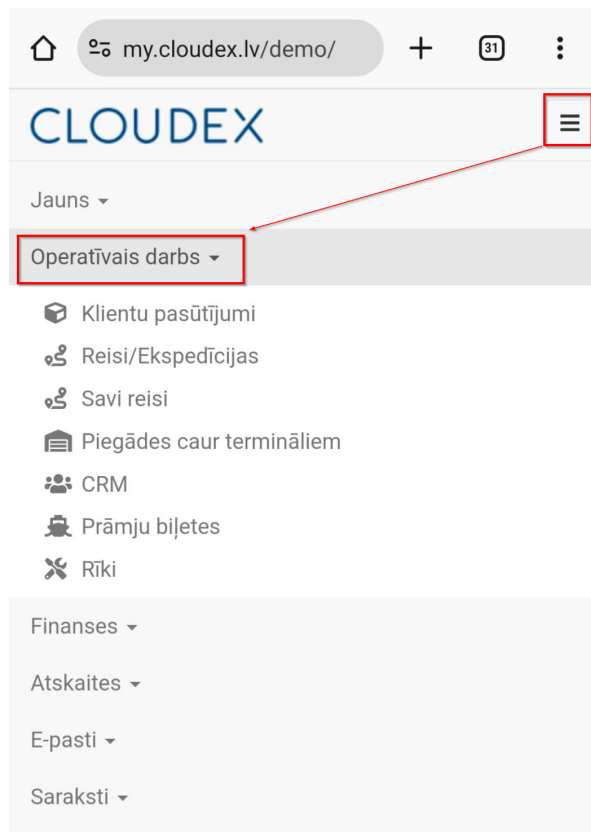 my.cloudex.lv/demo/
31
CLOUDEX
Jauns
Operatīvais darbs
Klientu pasūtījumi
Reisi/Ekspedīcijas
Savi reisi
Piegādes caur termināliem
CRM
Prāmju biļetes
Rīki
Finanses
Atskaites
E-pasti
Saraksti